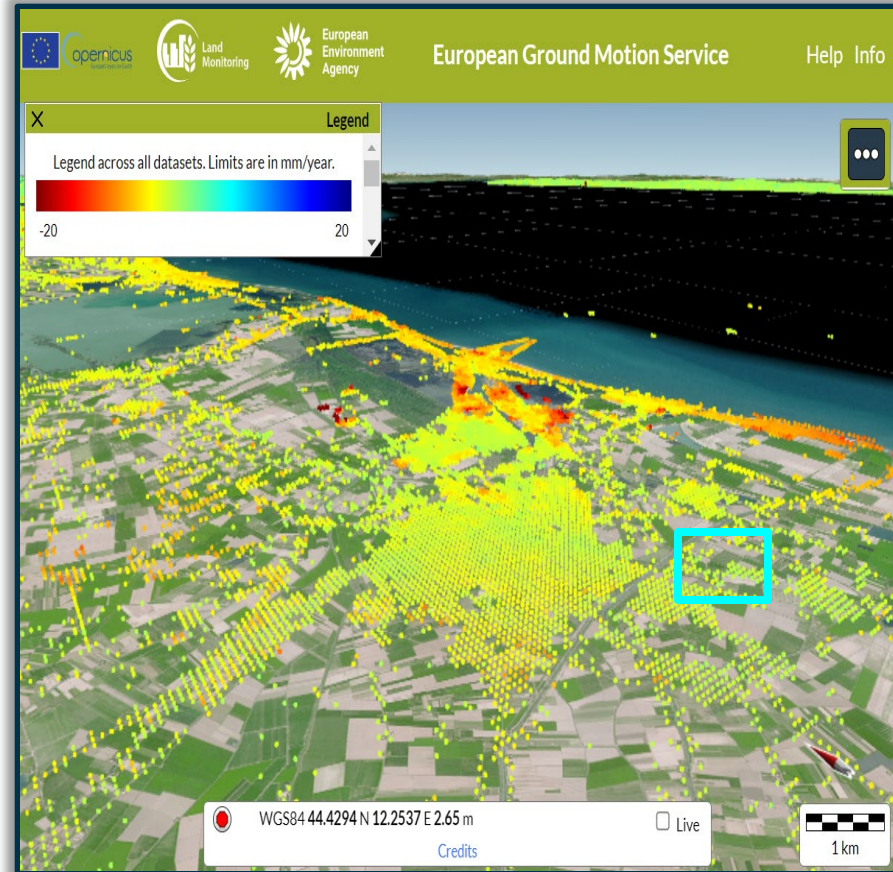 opernicus
Land
Monitoring
European
Environment
Agency
European Ground Motion Service
Help Info
X Legend
Legend across all datasets. Limits are in mm/year.
-20 20
WGS84 44.4294 N 12.2537 E 2.65 m
Live
Credits
1 km